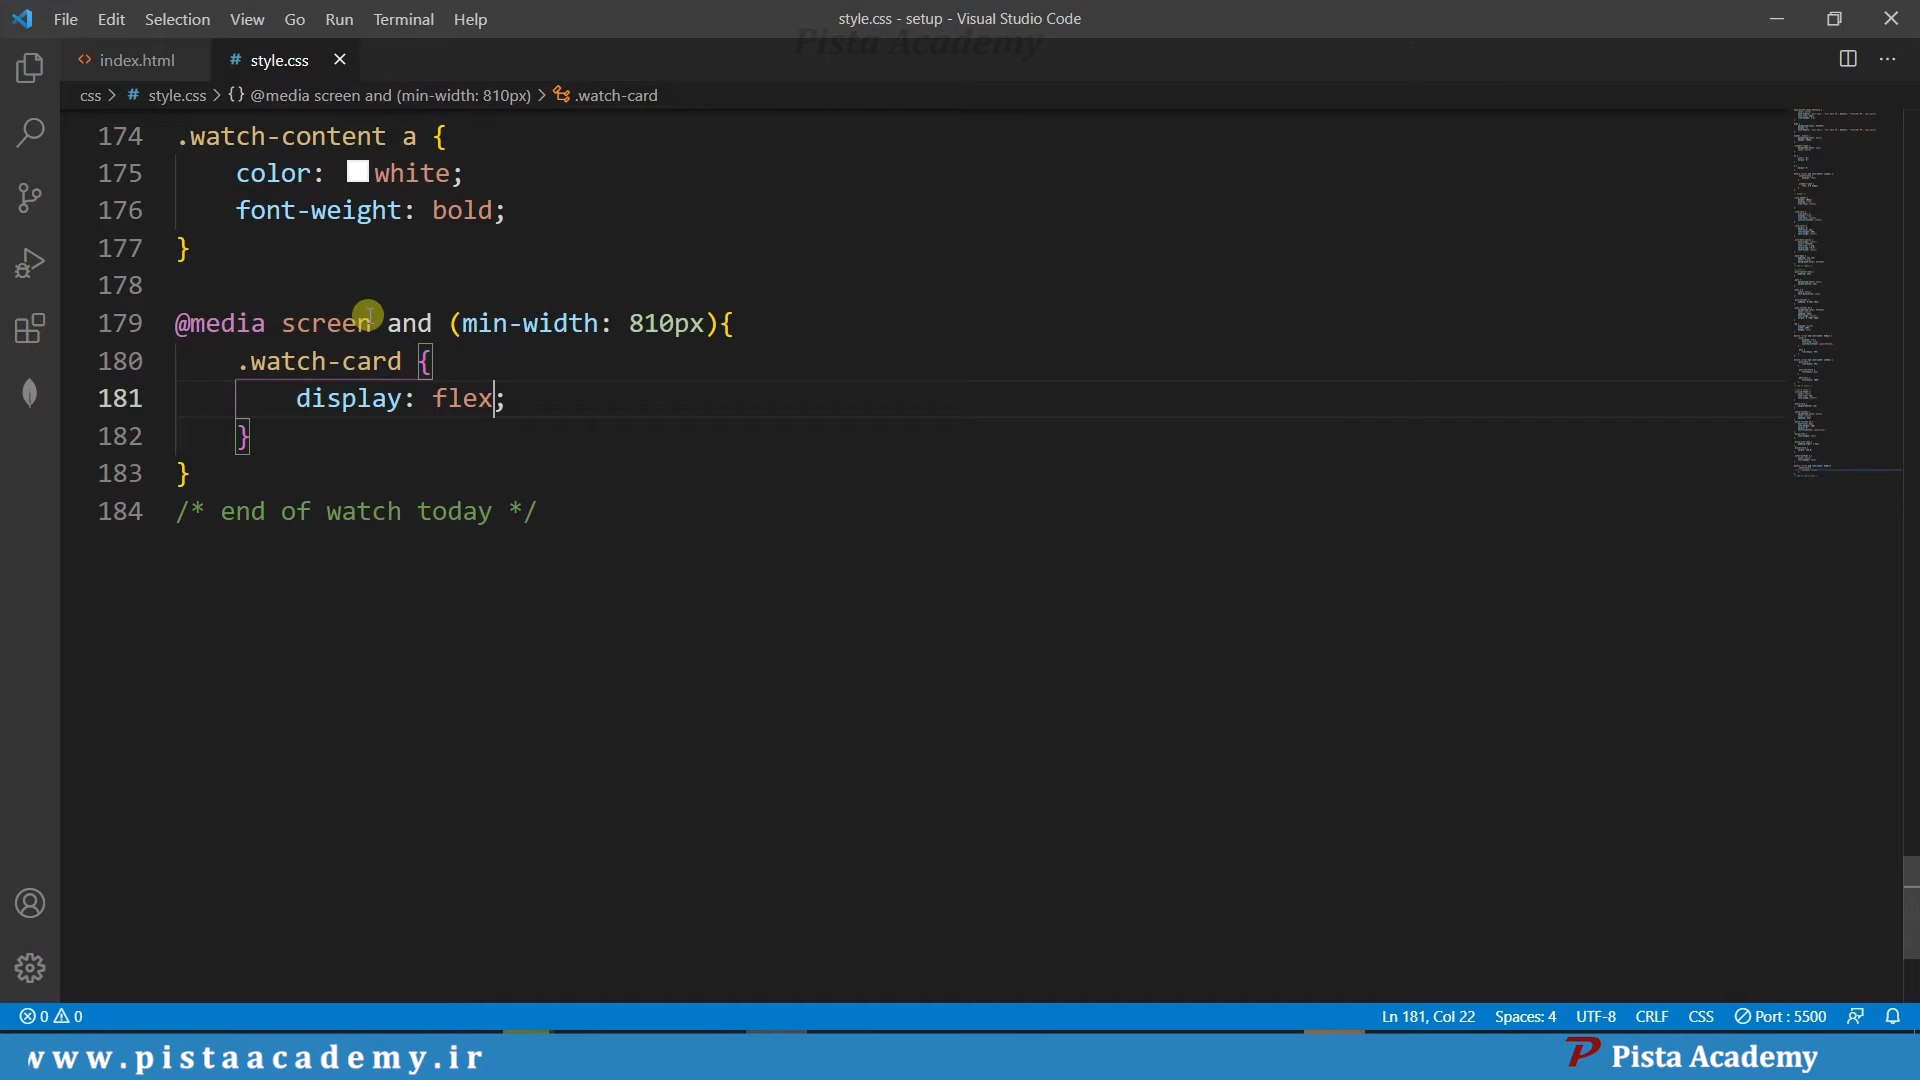 File Edit Selection View Go Run Terminal Help
style.css - setup - Visual Studio Code
Pista Academy
index.html
# style.css
css > # style.css > {} @media screen and (min-width: 810px) > .watch-card
174 .watch-content a {
175 color: white;
176 font-weight: bold;
177 }
178
179 @media screen and (min-width: 810px){
180 .watch-card {
181 display: flex;
182 }
183 }
184 /* end of watch today */
0 0
Ln 181, Col 22 Spaces: 4 UTF-8 CRLF CSS Port : 5500
www.pistaacademy.ir
Pista Academy